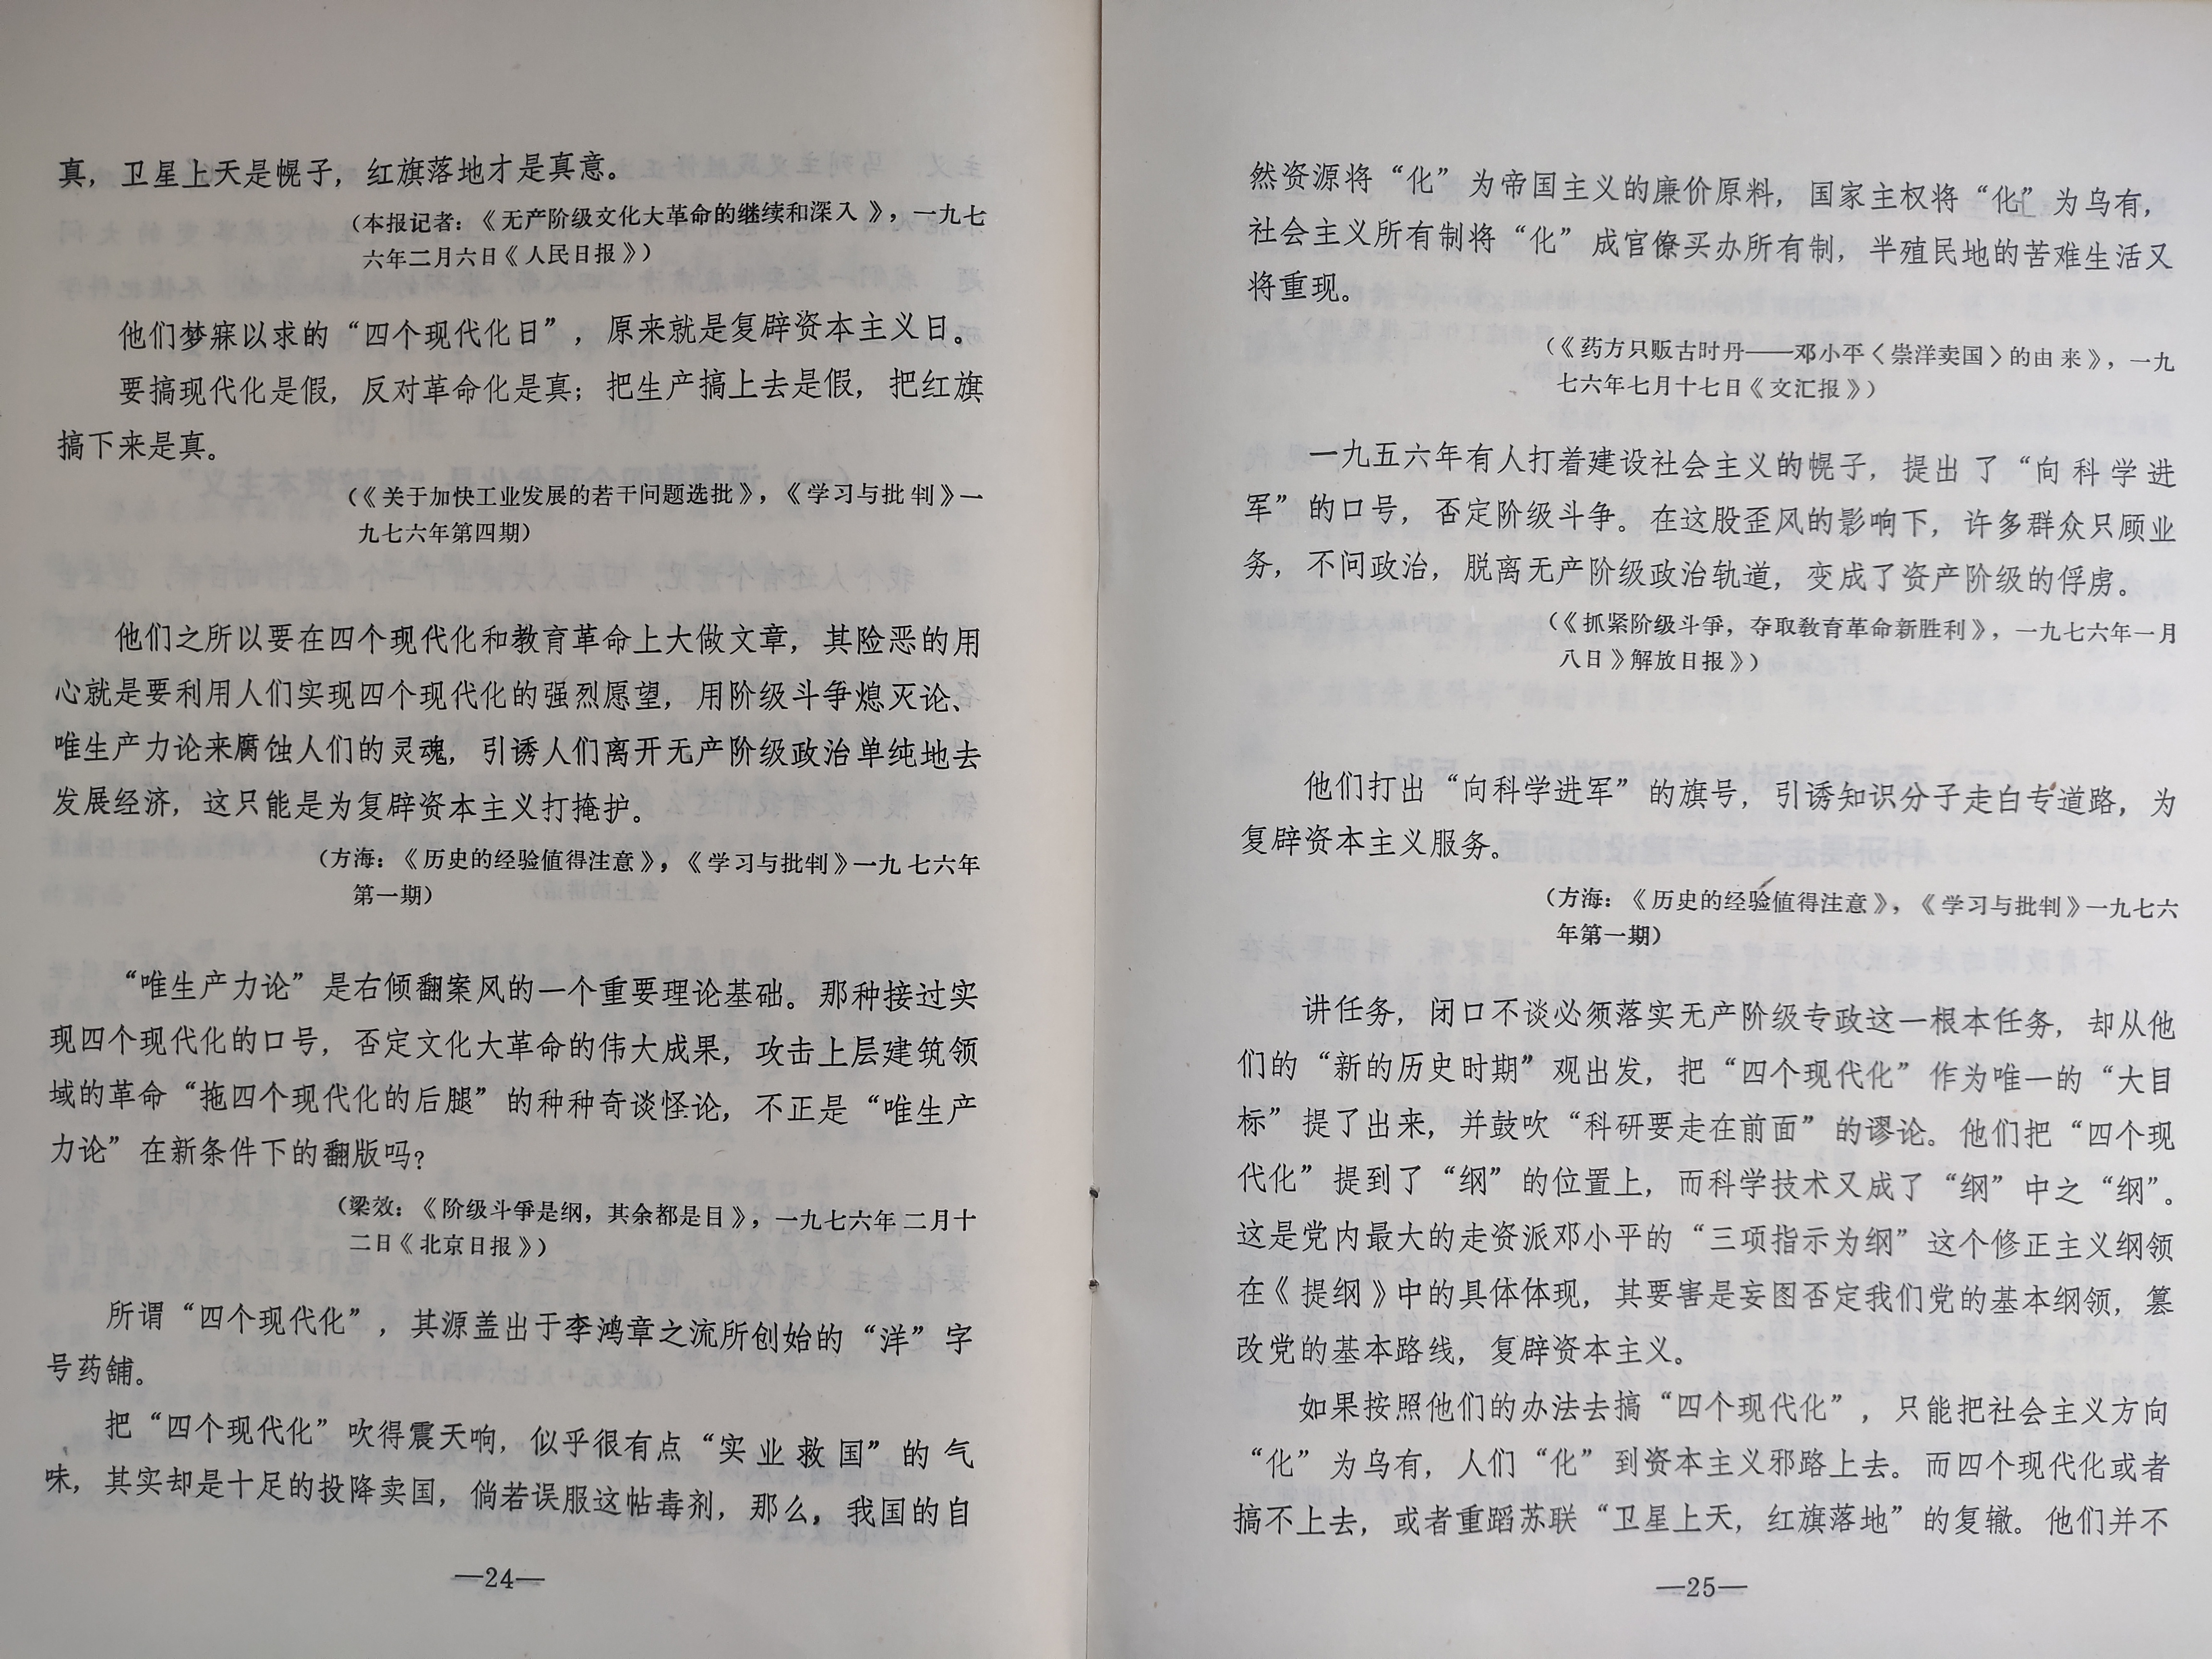 真，卫星上天是幌子，红旗落地才是真意。
（本报记者：《无产阶级文化大革命的继续和深入》，一九七
六年二月六日《人民日报》）
他们梦寐以求的“四个现代化日”，原来就是复辟资本主义日。
要搞现代化是假，反对革命化是真；把生产搞上去是假，把红旗
搞下来是真。
（《关于加快工业发展的若干问题选批》，《学习与批判》一
九七六年第四期）
他们之所以要在四个现代化和教育革命上大做文章，其险恶的用
心就是要利用人们实现四个现代化的强烈愿望，用阶级斗争熄灭论、
唯生产力论来腐蚀人们的灵魂，引诱人们离开无产阶级政治单纯地去
发展经济，这只能是为复辟资本主义打掩护。
（方海：《历史的经验值得注意》，《学习与批判》一九七六年
第一期）
“唯生产力论”是右倾翻案风的一个重要理论基础。那种接过实
现四个现代化的口号，否定文化大革命的伟大成果，攻击上层建筑领
域的革命“拖四个现代化的后腿”的种种奇谈怪论，不正是“唯生产
力论”在新条件下的翻版吗？
（梁效：《阶级斗争是纲，其余都是目》，一九七六年二月十
二日《北京日报》）
所谓“四个现代化”，其源盖出于李鸿章之流所创始的“洋”字
号药舖。
把“四个现代化”吹得震天响，似乎很有点“实业救国”的气
味，其实却是十足的投降卖国，倘若误服这帖毒剂，那么，我国的自
—24—
然资源将“化”为帝国主义的廉价原料，国家主权将“化”为乌有，
社会主义所有制将“化”成官僚买办所有制，半殖民地的苦难生活又
将重现。
（《药方只贩古时丹——邓小平〈崇洋卖国〉的由来》，一九
七六年七月十七日《文汇报》）
一九五六年有人打着建设社会主义的幌子，提出了“向科学进
军”的口号，否定阶级斗争。在这股歪风的影响下，许多群众只顾业
务，不问政治，脱离无产阶级政治轨道，变成了资产阶级的俘虏。
（《抓紧阶级斗争，夺取教育革命新胜利》，一九七六年一月
八日》解放日报》）
他们打出“向科学进军”的旗号，引诱知识分子走白专道路，为
复辟资本主义服务。
（方海：《历史的经验值得注意》，《学习与批判》一九七六
年第一期）
讲任务，闭口不谈必须落实无产阶级专政这一根本任务，却从他
们的“新的历史时期”观出发，把“四个现代化”作为唯一的“大目
标”提了出来，并鼓吹“科研要走在前面”的谬论。他们把“四个现
代化”提到了“纲”的位置上，而科学技术又成了“纲”中之“纲”。
这是党内最大的走资派邓小平的“三项指示为纲”这个修正主义纲领
在《提纲》中的具体体现，其要害是妄图否定我们党的基本纲领，篡
改党的基本路线，复辟资本主义。
如果按照他们的办法去搞“四个现代化”，只能把社会主义方向
“化”为乌有，人们“化”到资本主义邪路上去。而四个现代化或者
搞不上去，或者重蹈苏联“卫星上天，红旗落地”的复辙。他们并不
—25—